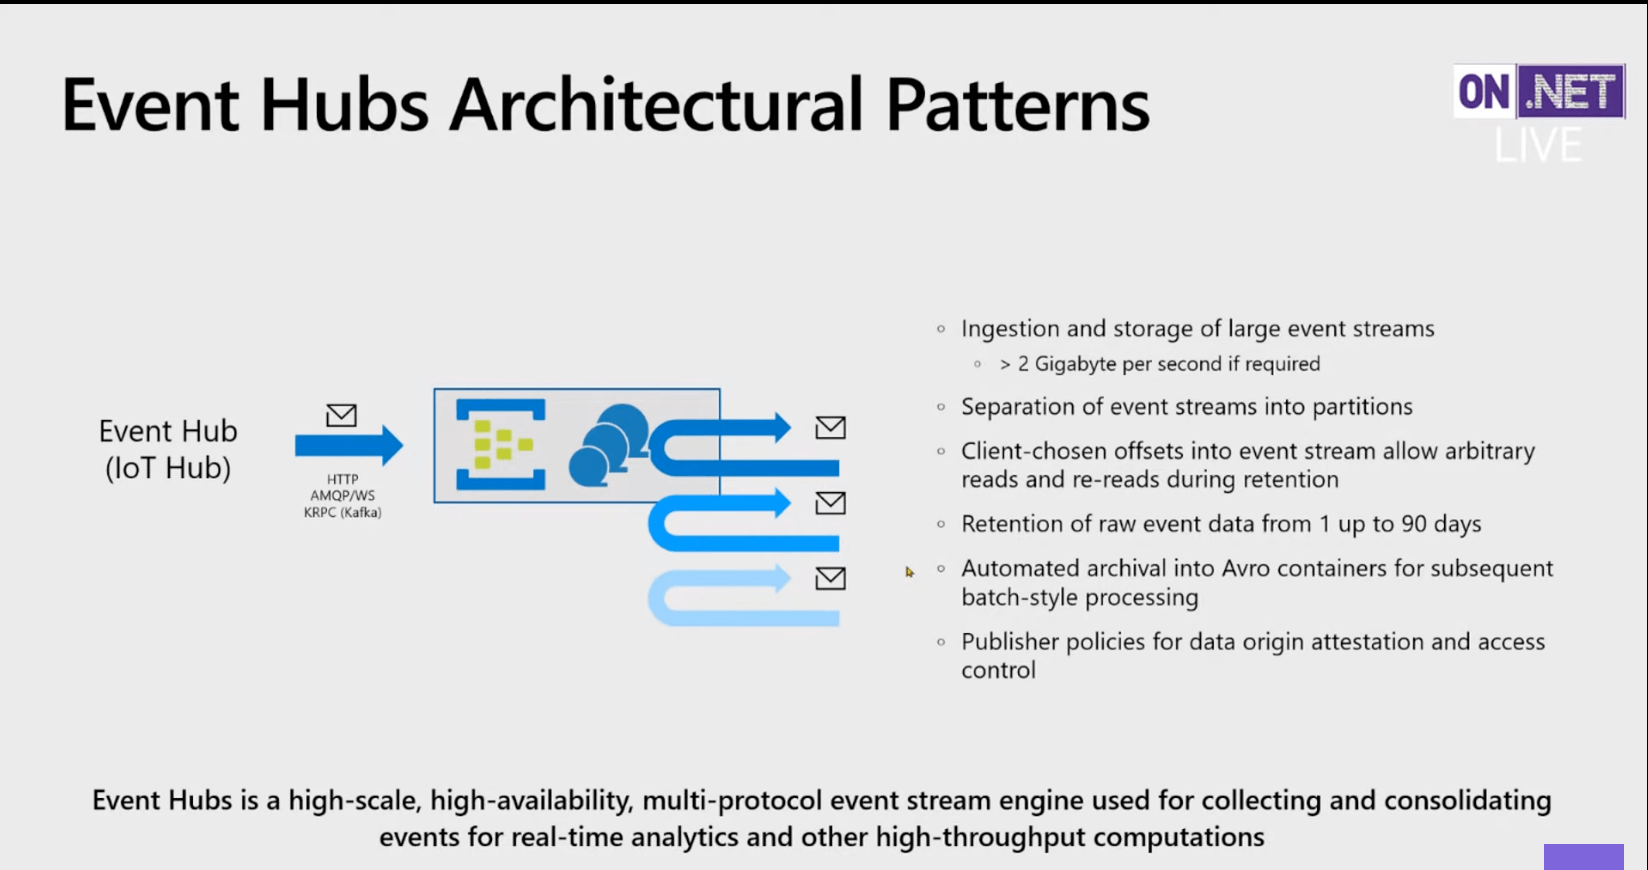 Event Hubs Architectural Patterns
ON .NET
LIVE
Event Hub
(IoT Hub)
HTTP
AMQP/WS
KRPC (Kafka)
Ingestion and storage of large event streams
> 2 Gigabyte per second if required
Separation of event streams into partitions
Client-chosen offsets into event stream allow arbitrary
reads and re-reads during retention
Retention of raw event data from 1 up to 90 days
Automated archival into Avro containers for subsequent
batch-style processing
Publisher policies for data origin attestation and access
control
Event Hubs is a high-scale, high-availability, multi-protocol event stream engine used for collecting and consolidating
events for real-time analytics and other high-throughput computations